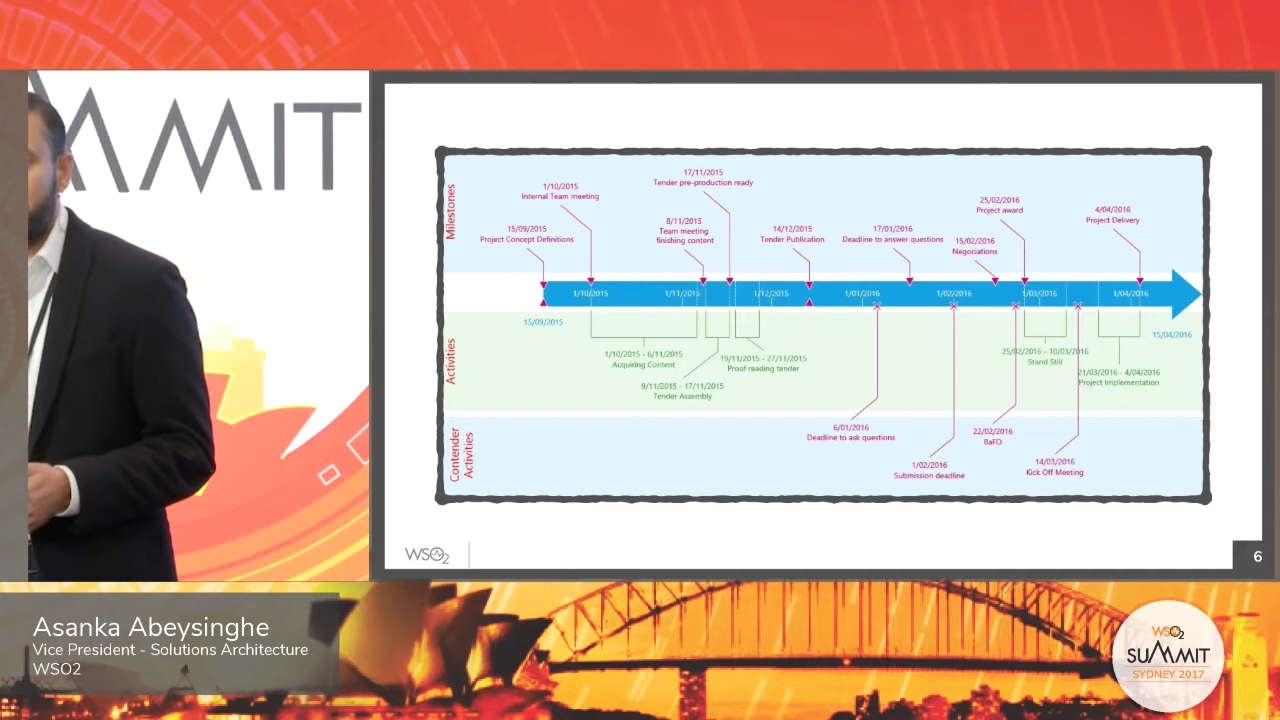 MMIT
Milestones
17/11/2015
Tender pre-production ready
1/10/2015
Internal Team meeting
25/02/2016
Project award
4/04/2016
Project Delivery
8/11/2015
Team meeting
finishing content
15/09/2015
Project Concept Definitions
14/12/2015
Tender Publication
17/01/2016
Deadline to answer questions
15/02/2016
Negociations
1/10/2015
1/11/2015
1/12/2015
1/01/2016
1/02/2016
1/03/2016
1/04/2016
15/09/2015
15/04/2016
Activities
1/10/2015 - 6/11/2015
Acquiring Content
19/11/2015 - 27/11/2015
Proof reading tender
9/11/2015 - 17/11/2015
Tender Assembly
25/02/2016 - 10/03/2016
Stand Still
21/03/2016 - 4/04/2016
Project Implementation
Contender
Activities
6/01/2016
Deadline to ask questions
22/02/2016
BaFO
1/02/2016
Submission deadline
14/03/2016
Kick Off Meeting
WSO2
6
Asanka Abeysinghe
Vice President - Solutions Architecture
WSO2
WSO2
SUMMIT
SYDNEY 2017